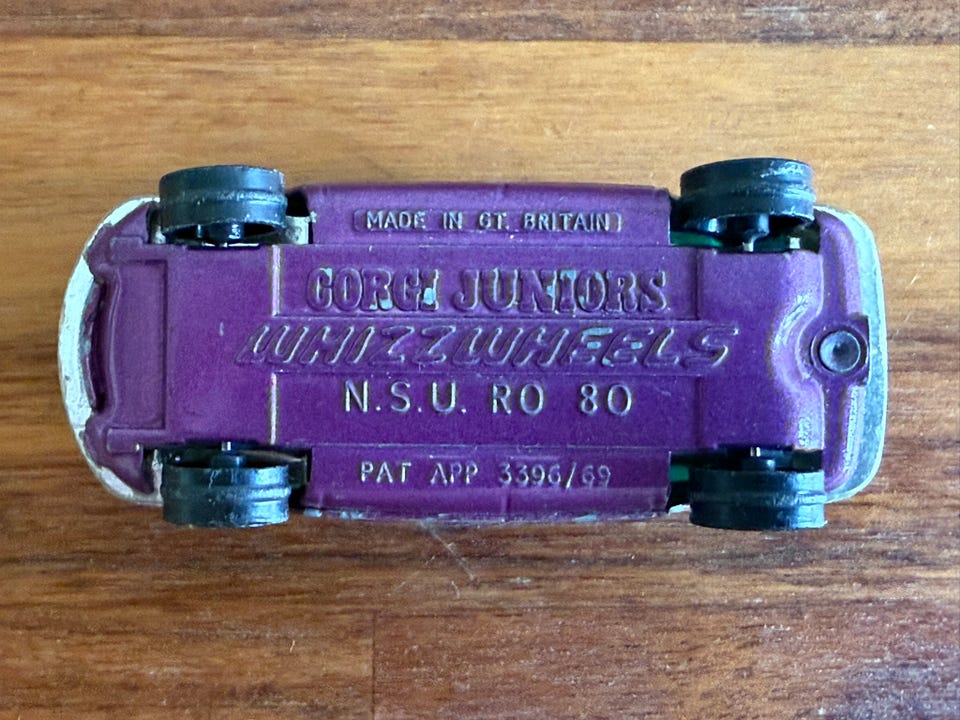 MADE IN GT. BRITAIN
CORGI JUNIORS
WHIZZWHEELS
N.S.U. RO 80
PAT APP 3396/69